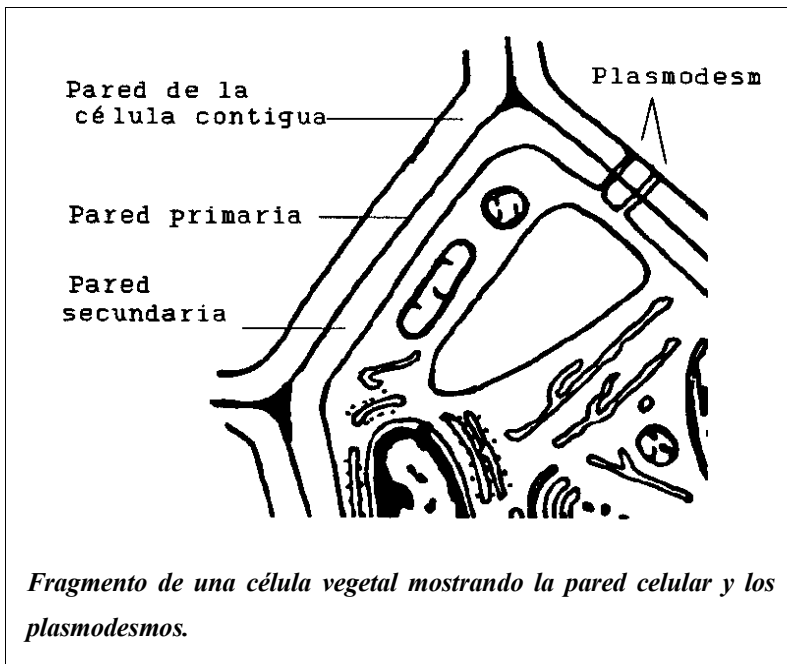 Pared de la
célula contigua
Plasmodesm
Pared primaria
Pared
secundaria
Fragmento de una célula vegetal mostrando la pared celular y los
plasmodesmos.